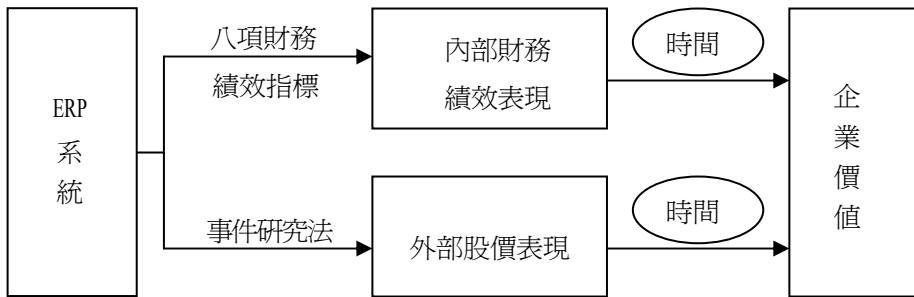 ERP
系
統
八項財務
績效指標
內部財務
績效表現
時間
事件研究法
外部股價表現
時間
企
業
價
值